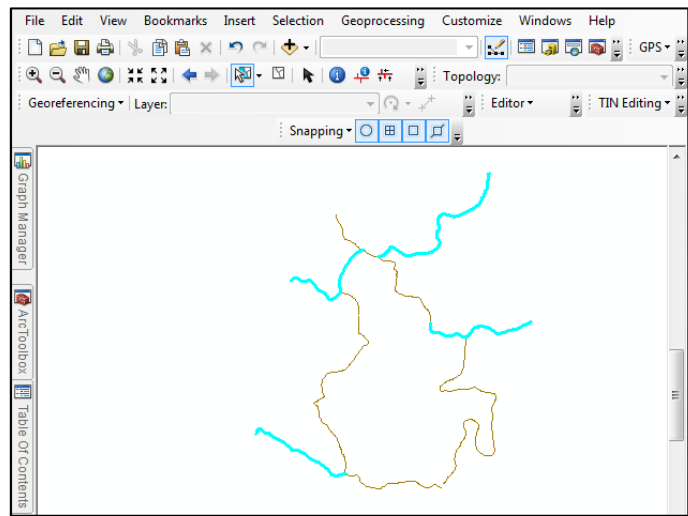 File Edit View Bookmarks Insert Selection Geoprocessing Customize Windows Help
GPS
Topology:
Georeferencing Layer: Editor TIN Editing
Snapping
Graph Manager
ArcToolbox
Table Of Contents